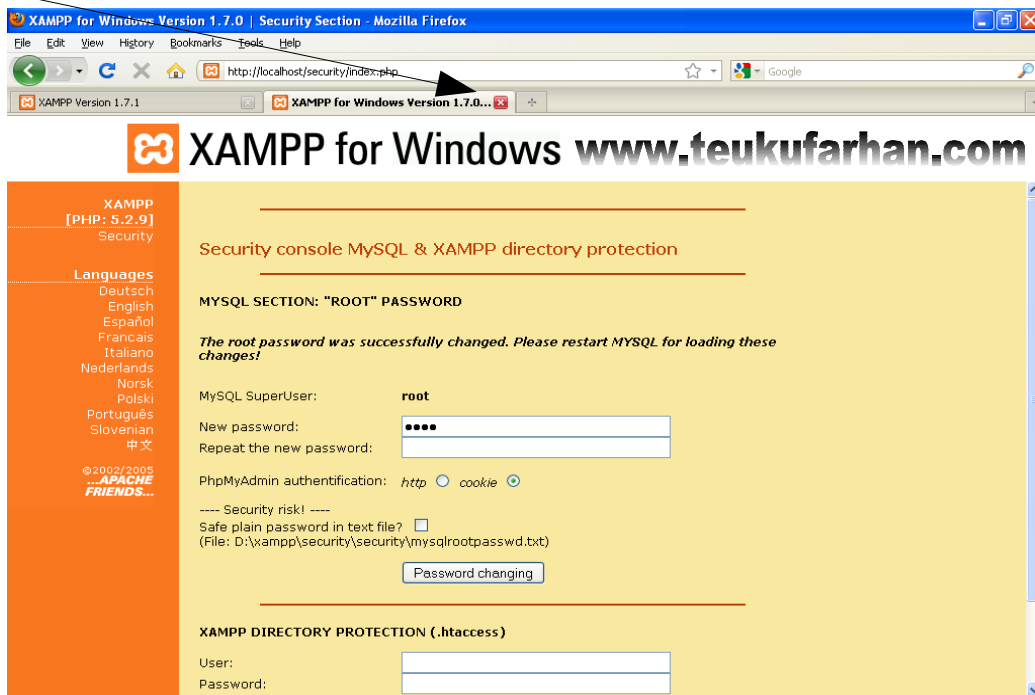 XAMPP for Windows Version 1.7.0 | Security Section - Mozilla Firefox
File Edit View History Bookmarks Tools Help
http://localhost/security/index.php
Google
XAMPP Version 1.7.1
XAMPP for Windows Version 1.7.0...
XAMPP for Windows www.teukufarhan.com
XAMPP
[PHP: 5.2.9]
Security
Languages
Deutsch
English
Español
Francais
Italiano
Nederlands
Norsk
Polski
Português
Slovenian
中文
©2002/2005
...APACHE
FRIENDS...
Security console MySQL & XAMPP directory protection
MYSQL SECTION: "ROOT" PASSWORD
The root password was successfully changed. Please restart MYSQL for loading these
changes!
MySQL SuperUser: root
New password: ●●●●
Repeat the new password:
PhpMyAdmin authentification: http cookie
---- Security risk! ----
Safe plain password in text file?
(File: D:\xampp\security\security\mysqlrootpasswd.txt)
Password changing
XAMPP DIRECTORY PROTECTION (.htaccess)
User:
Password: